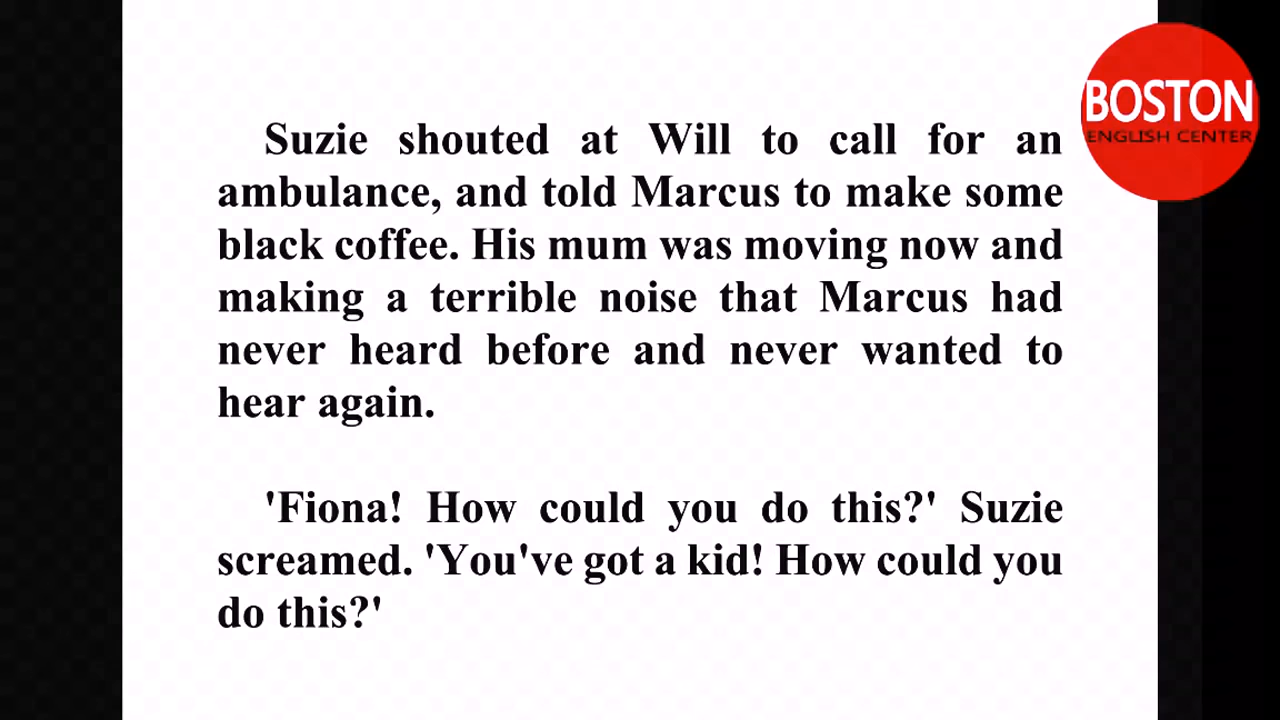 BOSTON
ENGLISH CENTER
Suzie shouted at Will to call for an
ambulance, and told Marcus to make some
black coffee. His mum was moving now and
making a terrible noise that Marcus had
never heard before and never wanted to
hear again.
'Fiona! How could you do this?' Suzie
screamed. 'You've got a kid! How could you
do this?'